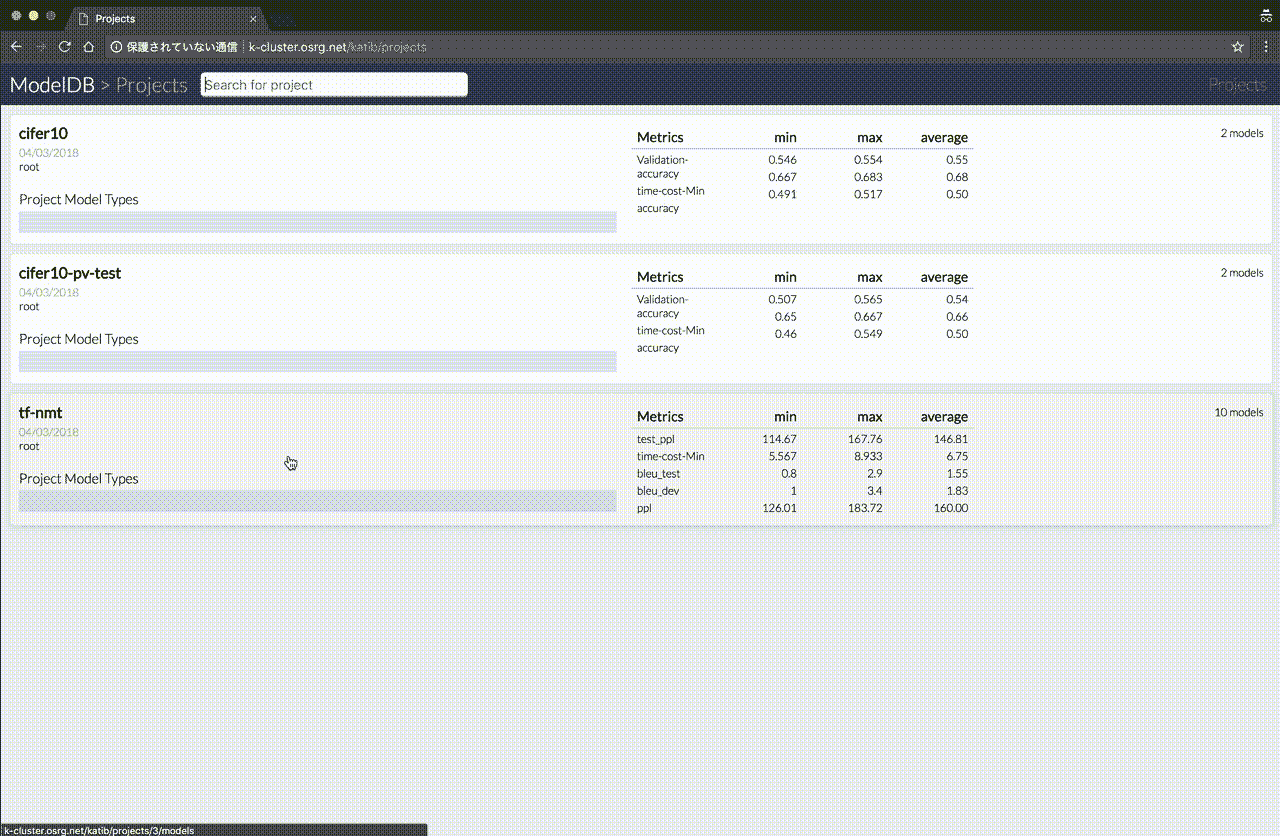 Projects
保護されていない通信 k-cluster.osrg.net/katib/projects
ModelDB > Projects Search for project Projects
cifer10
04/03/2018
root
Project Model Types
Metrics min max average
Validation-accuracy 0.546 0.554 0.55
time-cost-Min 0.667 0.683 0.68
accuracy 0.491 0.517 0.50
2 models
cifer10-pv-test
04/03/2018
root
Project Model Types
Metrics min max average
Validation-accuracy 0.507 0.565 0.54
time-cost-Min 0.65 0.667 0.66
accuracy 0.46 0.549 0.50
2 models
tf-nmt
04/03/2018
root
Project Model Types
Metrics min max average
test_ppl 114.67 167.76 146.81
time-cost-Min 5.567 8.933 6.75
bleu_test 0.8 2.9 1.55
bleu_dev 1 3.4 1.83
ppl 126.01 183.72 160.00
10 models
k-cluster.osrg.net/katib/projects/3/models